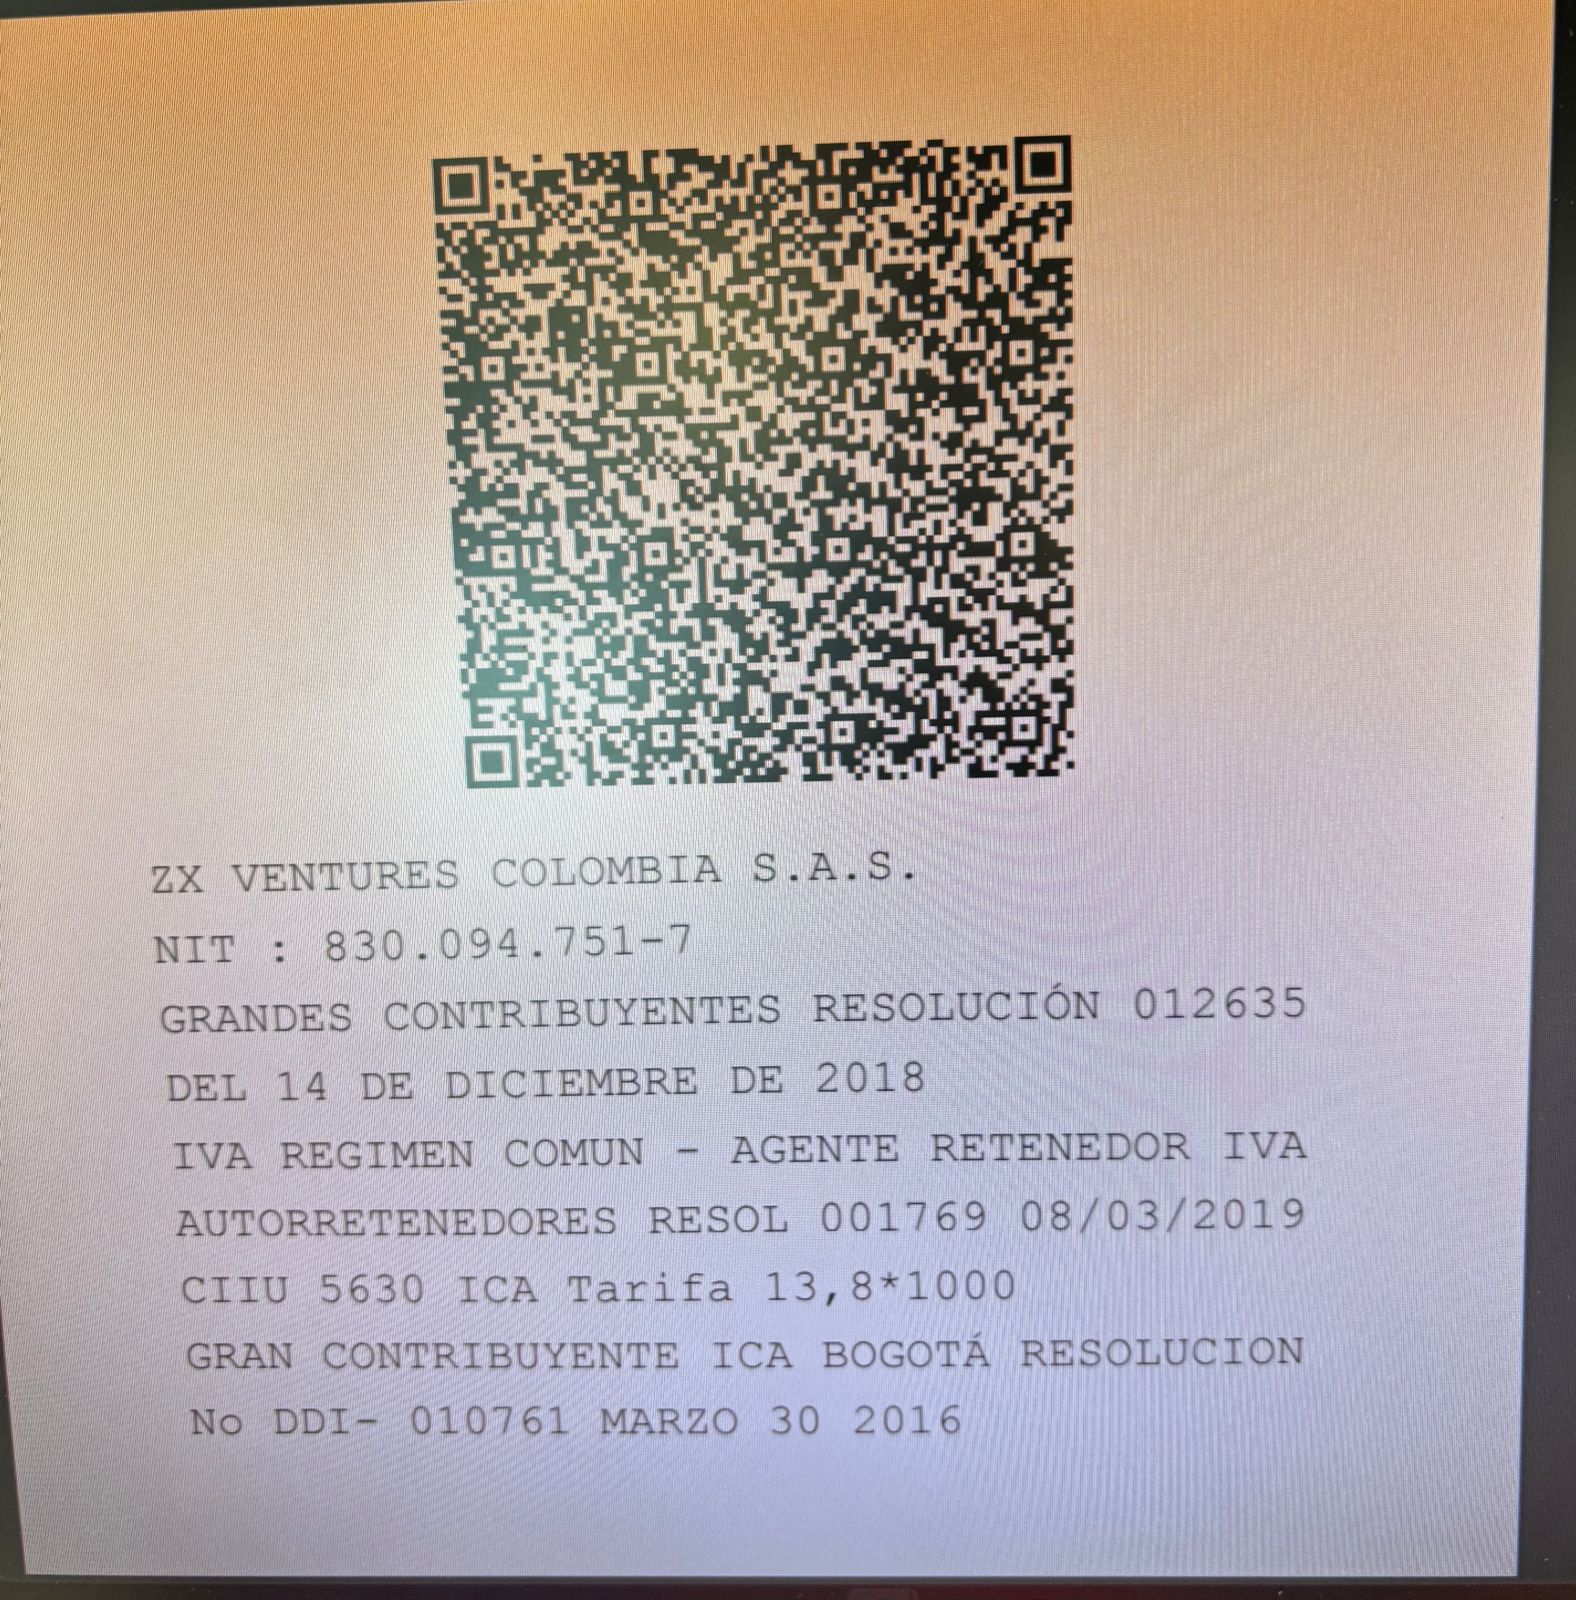 ZX VENTURES COLOMBIA S.A.S.
NIT : 830.094.751-7
GRANDES CONTRIBUYENTES RESOLUCIÓN 012635
DEL 14 DE DICIEMBRE DE 2018
IVA REGIMEN COMUN - AGENTE RETENEDOR IVA
AUTORRETENEDORES RESOL 001769 08/03/2019
CIIU 5630 ICA Tarifa 13,8*1000
GRAN CONTRIBUYENTE ICA BOGOTÁ RESOLUCION
No DDI- 010761 MARZO 30 2016